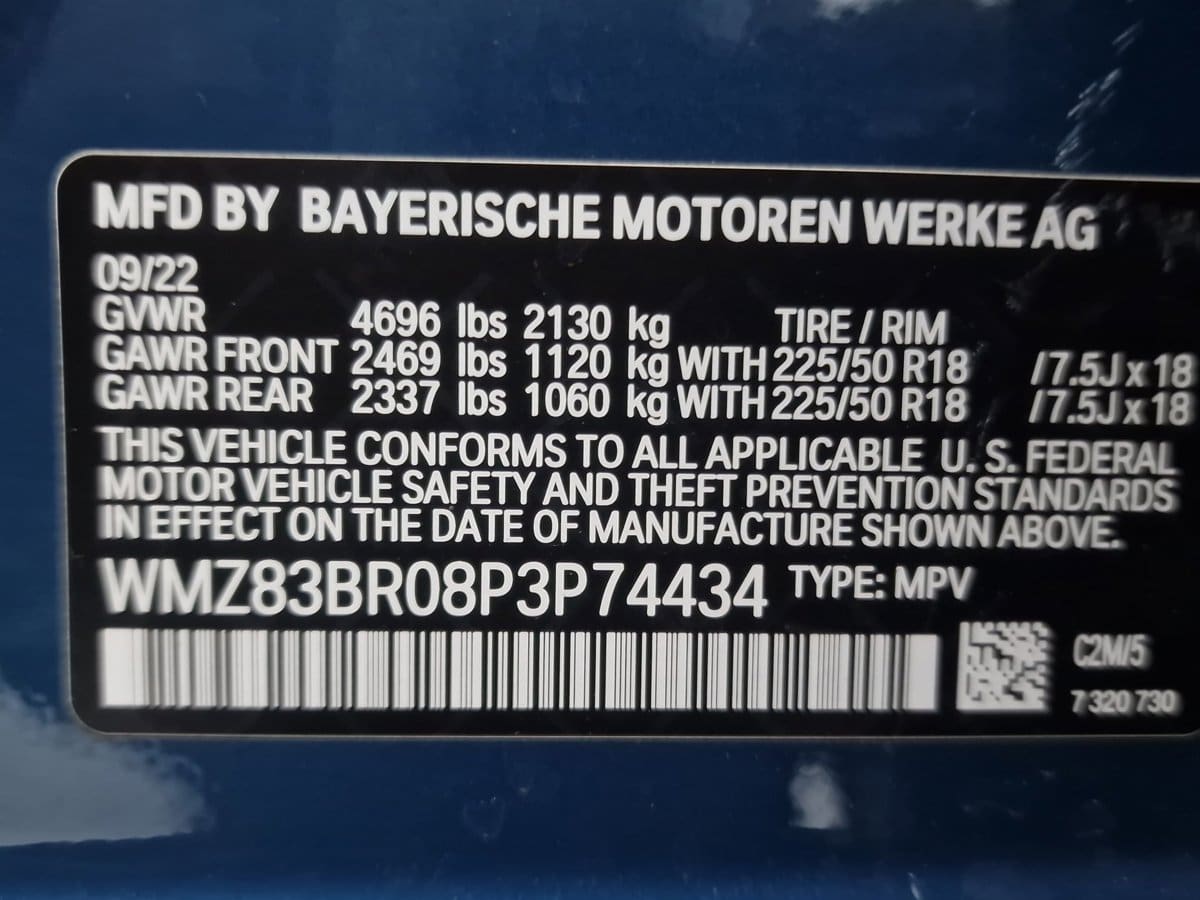 MFD BY BAYERISCHE MOTOREN WERKE AG
09/22
GVWR 4696 lbs 2130 kg TIRE / RIM
GAWR FRONT 2469 lbs 1120 kg WITH 225/50 R18 /7.5J x 18
GAWR REAR 2337 lbs 1060 kg WITH 225/50 R18 /7.5J x 18
THIS VEHICLE CONFORMS TO ALL APPLICABLE U. S. FEDERAL
MOTOR VEHICLE SAFETY AND THEFT PREVENTION STANDARDS
IN EFFECT ON THE DATE OF MANUFACTURE SHOWN ABOVE.
WMZ83BR08P3P74434 TYPE: MPV
C2M/5
7 320 730